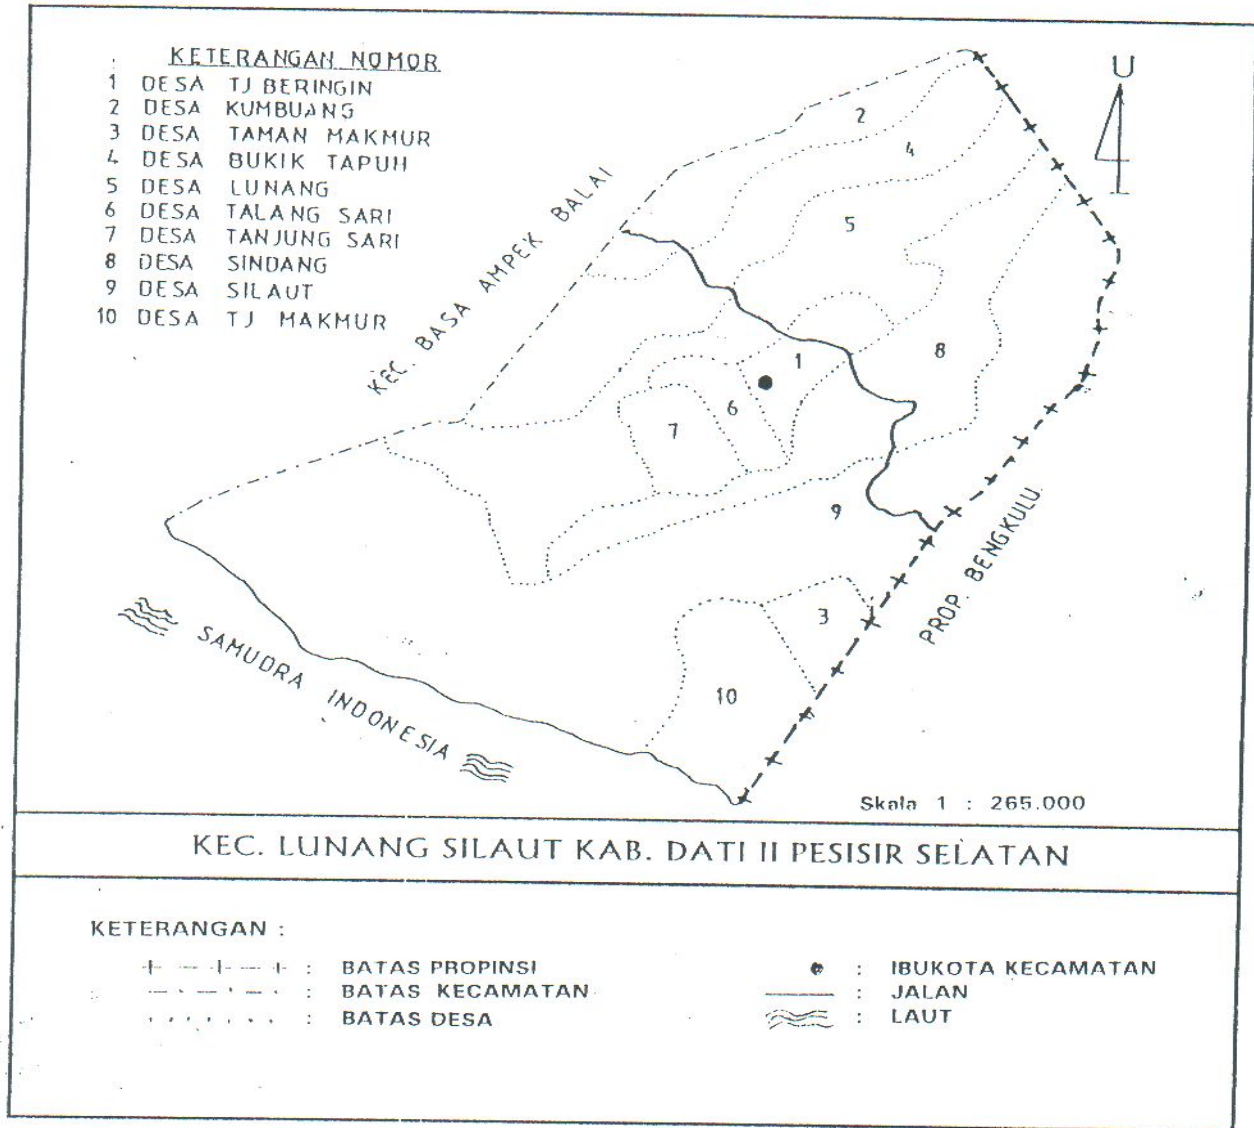 KETERANGAN NOMOR
1 DESA TJ BERINGIN
2 DESA KUMBUANG
3 DESA TAMAN MAKMUR
4 DESA BUKIK TAPUH
5 DESA LUNANG
6 DESA TALANG SARI
7 DESA TANJUNG SARI
8 DESA SINDANG
9 DESA SILAUT
10 DESA TJ MAKMUR
U
KEC. BASA AMPEK BALAI
2
4
5
1
8
6
7
9
3
10
PROP. BENGKULU
SAMUDRA INDONESIA
Skala 1 : 265.000
KEC. LUNANG SILAUT KAB. DATI II PESISIR SELATAN
KETERANGAN :
: BATAS PROPINSI
: BATAS KECAMATAN
: BATAS DESA
: IBUKOTA KECAMATAN
: JALAN
: LAUT